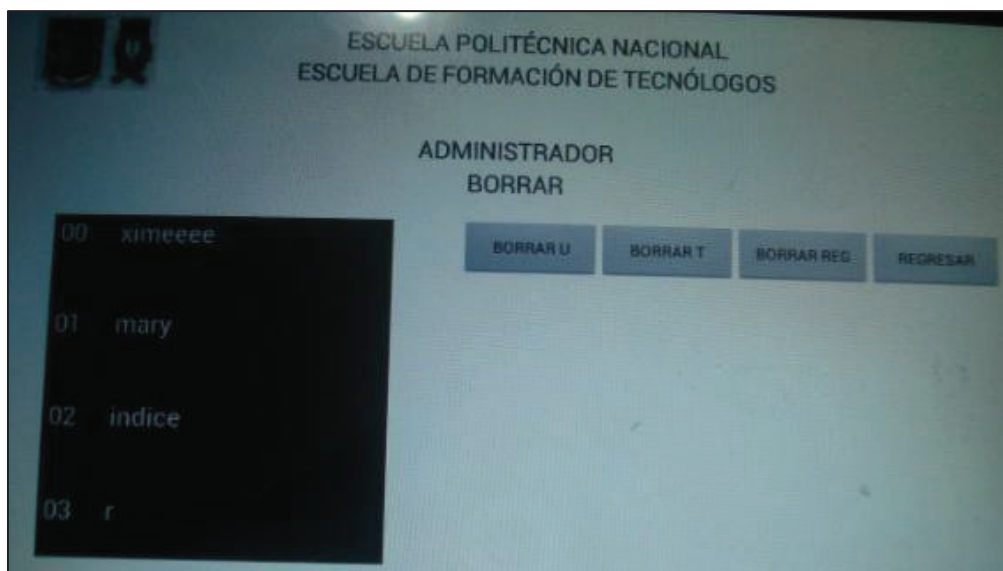 ESCUELA POLITÉCNICA NACIONAL
ESCUELA DE FORMACIÓN DE TECNÓLOGOS
ADMINISTRADOR
BORRAR
00 ximeeee
01 mary
02 indice
03 r
BORRAR U
BORRAR T
BORRAR REG
REGRESAR